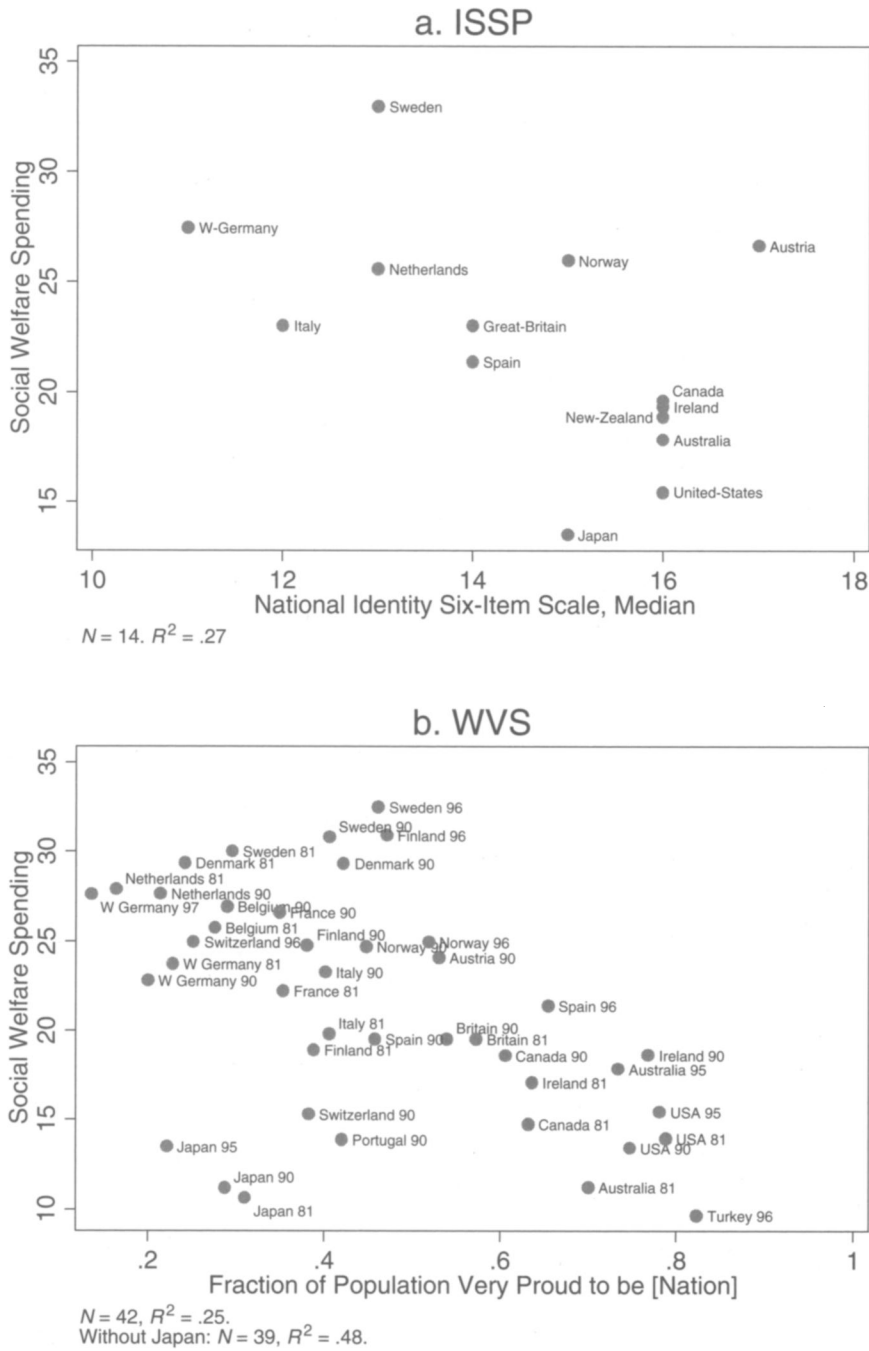 a. ISSP
35
30
25
20
15
Social Welfare Spending
Sweden
W-Germany
Austria
Norway
Netherlands
Italy
Great-Britain
Spain
Canada
Ireland
New-Zealand
Australia
United-States
Japan
10 12 14 16 18
National Identity Six-Item Scale, Median
N = 14. R² = .27
b. WVS
35
30
25
20
15
10
Social Welfare Spending
Sweden 96
Sweden 90
Finland 96
Sweden 81
Denmark 81
Denmark 90
Netherlands 81
Netherlands 90
W Germany 97
Belgium 90
France 90
Belgium 81
Switzerland 96
Finland 90
Norway 90
Norway 96
Austria 90
W Germany 81
Italy 90
W Germany 90
France 81
Spain 96
Italy 81
Spain 90
Britain 90
Britain 81
Finland 81
Canada 90
Ireland 90
Australia 95
Ireland 81
Switzerland 90
Canada 81
USA 95
Portugal 90
USA 81
USA 90
Japan 95
Japan 90
Japan 81
Australia 81
Turkey 96
.2 .4 .6 .8 1
Fraction of Population Very Proud to be [Nation]
N = 42, R² = .25.
Without Japan: N = 39, R² = .48.